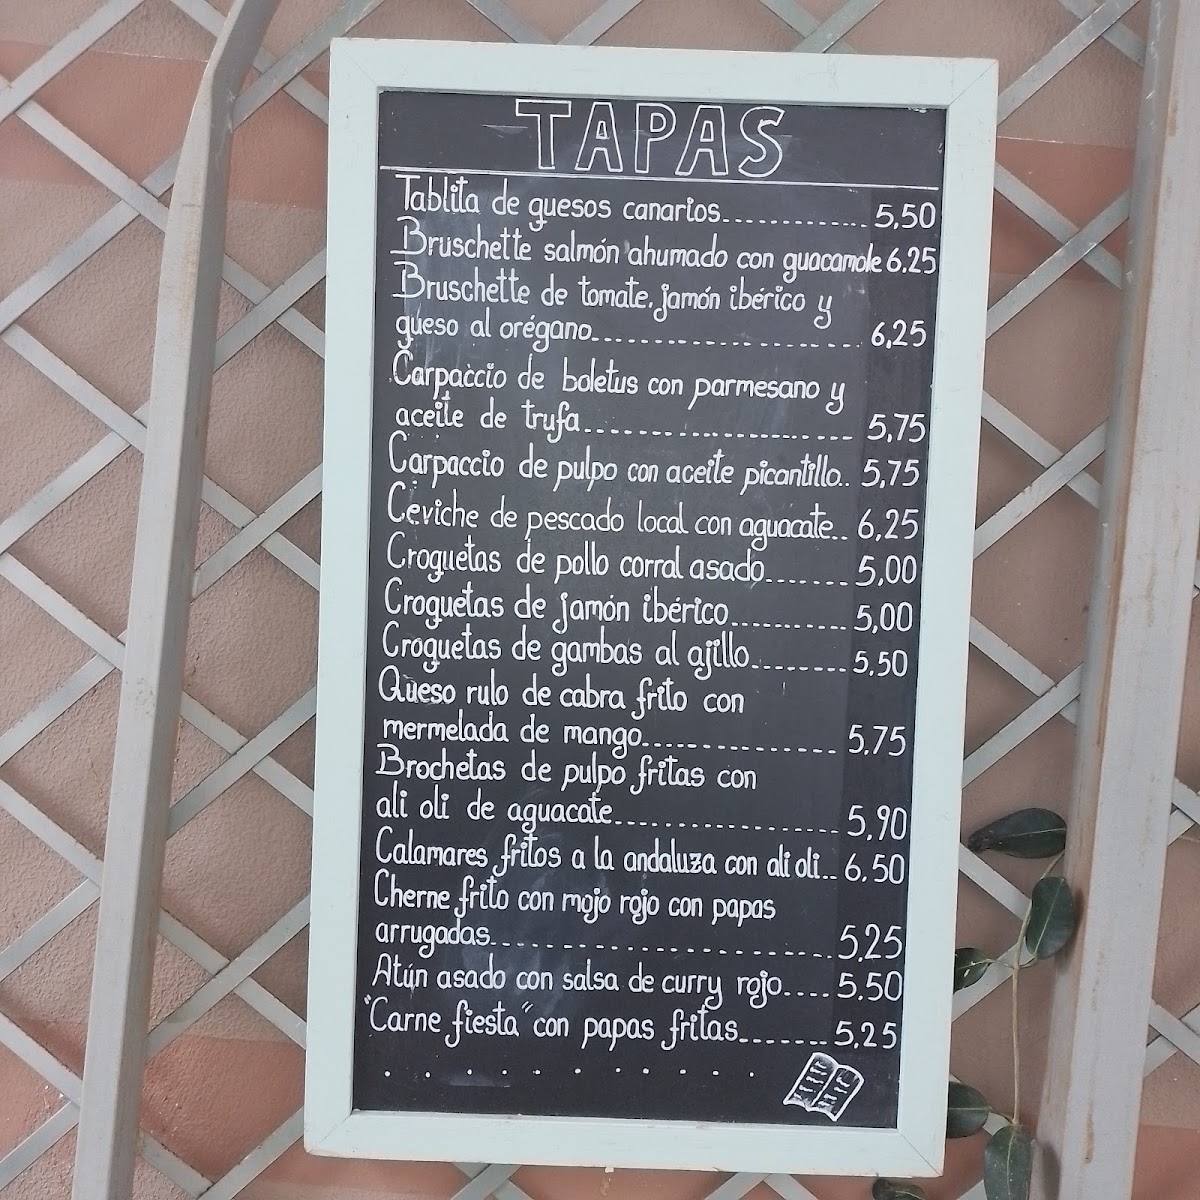 TAPAS
Tablita de quesos canarios............ 5,50
Bruschette salmón ahumado con guacamole 6.25
Bruschette de tomate, jamón ibérico y
queso al orégano...................... 6,25
Carpaccio de boletus con parmesano y
aceite de trufa....................... 5,75
Carpaccio de pulpo con aceite picantillo.. 5,75
Ceviche de pescado local con aguacate.. 6,25
Croquetas de pollo corral asado....... 5,00
Croquetas de jamón ibérico........... 5,00
Croquetas de gambas al ajillo......... 5,50
Queso rulo de cabra frito con
mermelada de mango................ 5,75
Brochetas de pulpo fritas con
ali oli de aguacate................... 5,90
Calamares fritos a la andaluza con ali oli.. 6.50
Cherne frito con mojo rojo con papas
arrugadas............................ 5,25
Atún asado con salsa de curry rojo.... 5.50
"Carne fiesta" con papas fritas....... 5,25
. . . . . . . . . . .